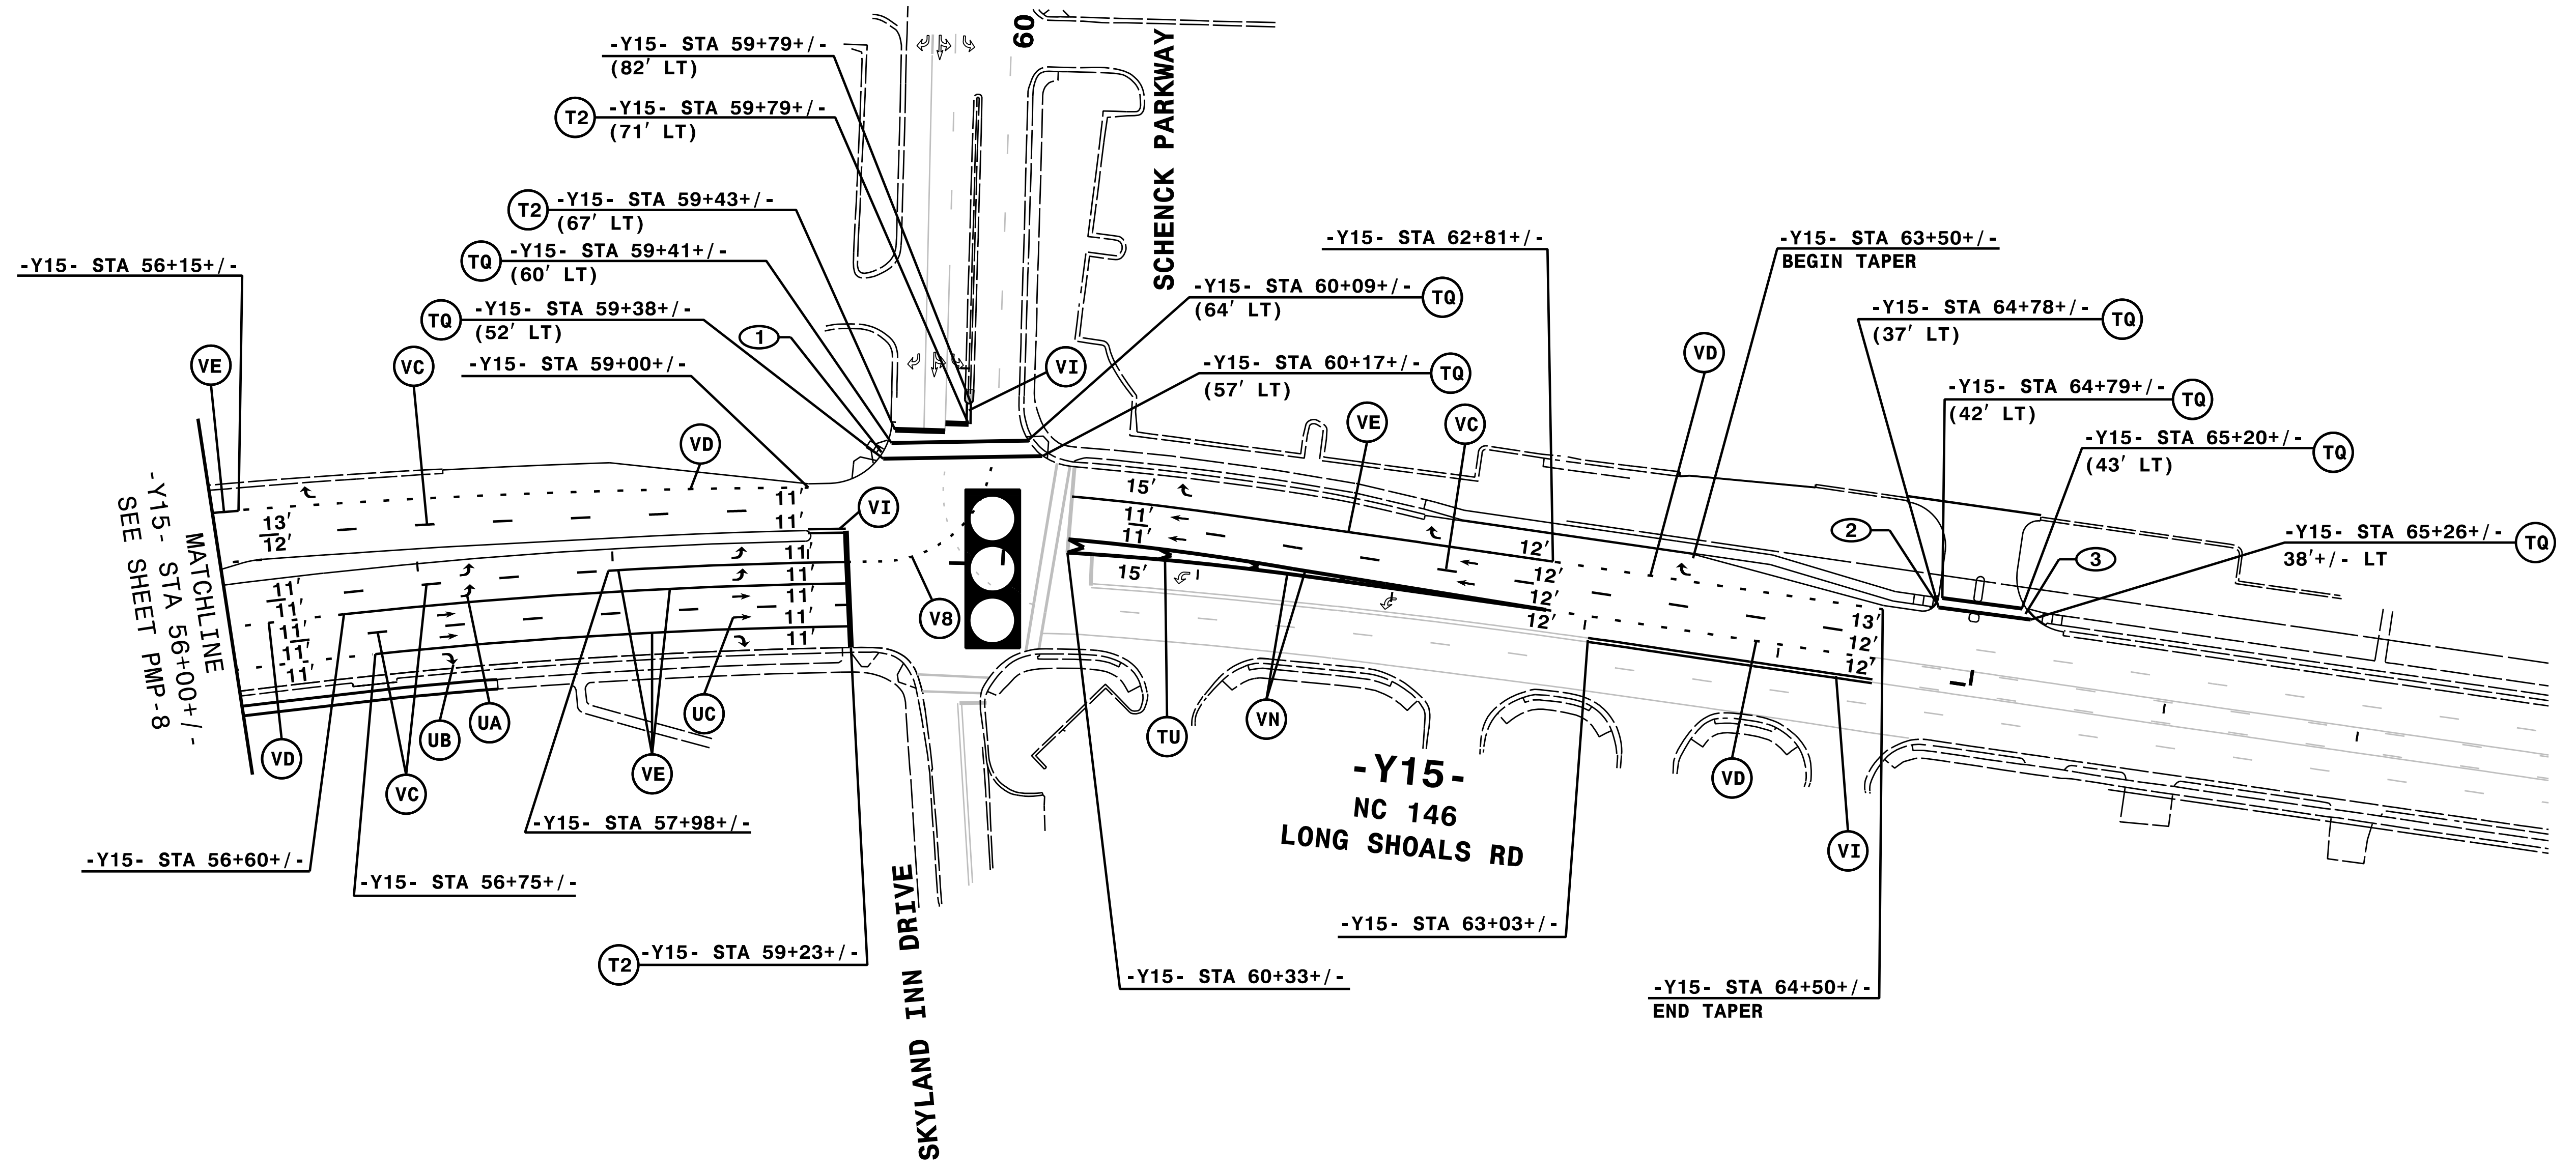 -Y15- STA 59+79+/-
(82' LT)
T2 -Y15- STA 59+79+/-
(71' LT)
T2 -Y15- STA 59+43+/-
(67' LT)
TQ -Y15- STA 59+41+/-
(60' LT)
TQ -Y15- STA 59+38+/-
(52' LT)
1
-Y15- STA 59+00+/-
-Y15- STA 56+15+/-
VE
VC
VD
60
SCHENCK PARKWAY
VI
-Y15- STA 60+09+/- TQ
(64' LT)
-Y15- STA 60+17+/- TQ
(57' LT)
-Y15- STA 62+81+/-
VE
VC
VD
-Y15- STA 63+50+/-
BEGIN TAPER
-Y15- STA 64+78+/- TQ
(37' LT)
-Y15- STA 64+79+/- TQ
(42' LT)
-Y15- STA 65+20+/- TQ
(43' LT)
-Y15- STA 65+26+/- TQ
38'+/- LT
2
3
MATCHLINE
-Y15- STA 56+00+/-
SEE SHEET PMP-8
13'
12'
11'
11'
11'
11'
11'
11'
11'
VI
11'
11'
11'
11'
11'
V8
15'
11'
11'
15'
12'
12'
12'
12'
13'
12'
12'
VD
VC
UB
UA
VE
UC
TU
VN
VD
VI
-Y15- STA 57+98+/-
-Y15- STA 56+60+/-
-Y15- STA 56+75+/-
T2 -Y15- STA 59+23+/-
SKYLAND INN DRIVE
-Y15-
NC 146
LONG SHOALS RD
-Y15- STA 60+33+/-
-Y15- STA 63+03+/-
-Y15- STA 64+50+/-
END TAPER